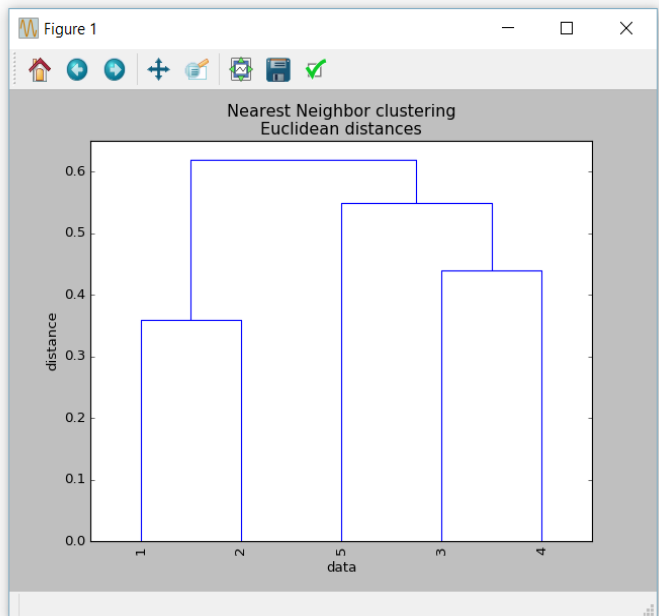 Figure 1
Nearest Neighbor clustering
Euclidean distances
0.6
0.5
0.4
0.3
0.2
0.1
0.0
distance
1 2 5 3 4
data